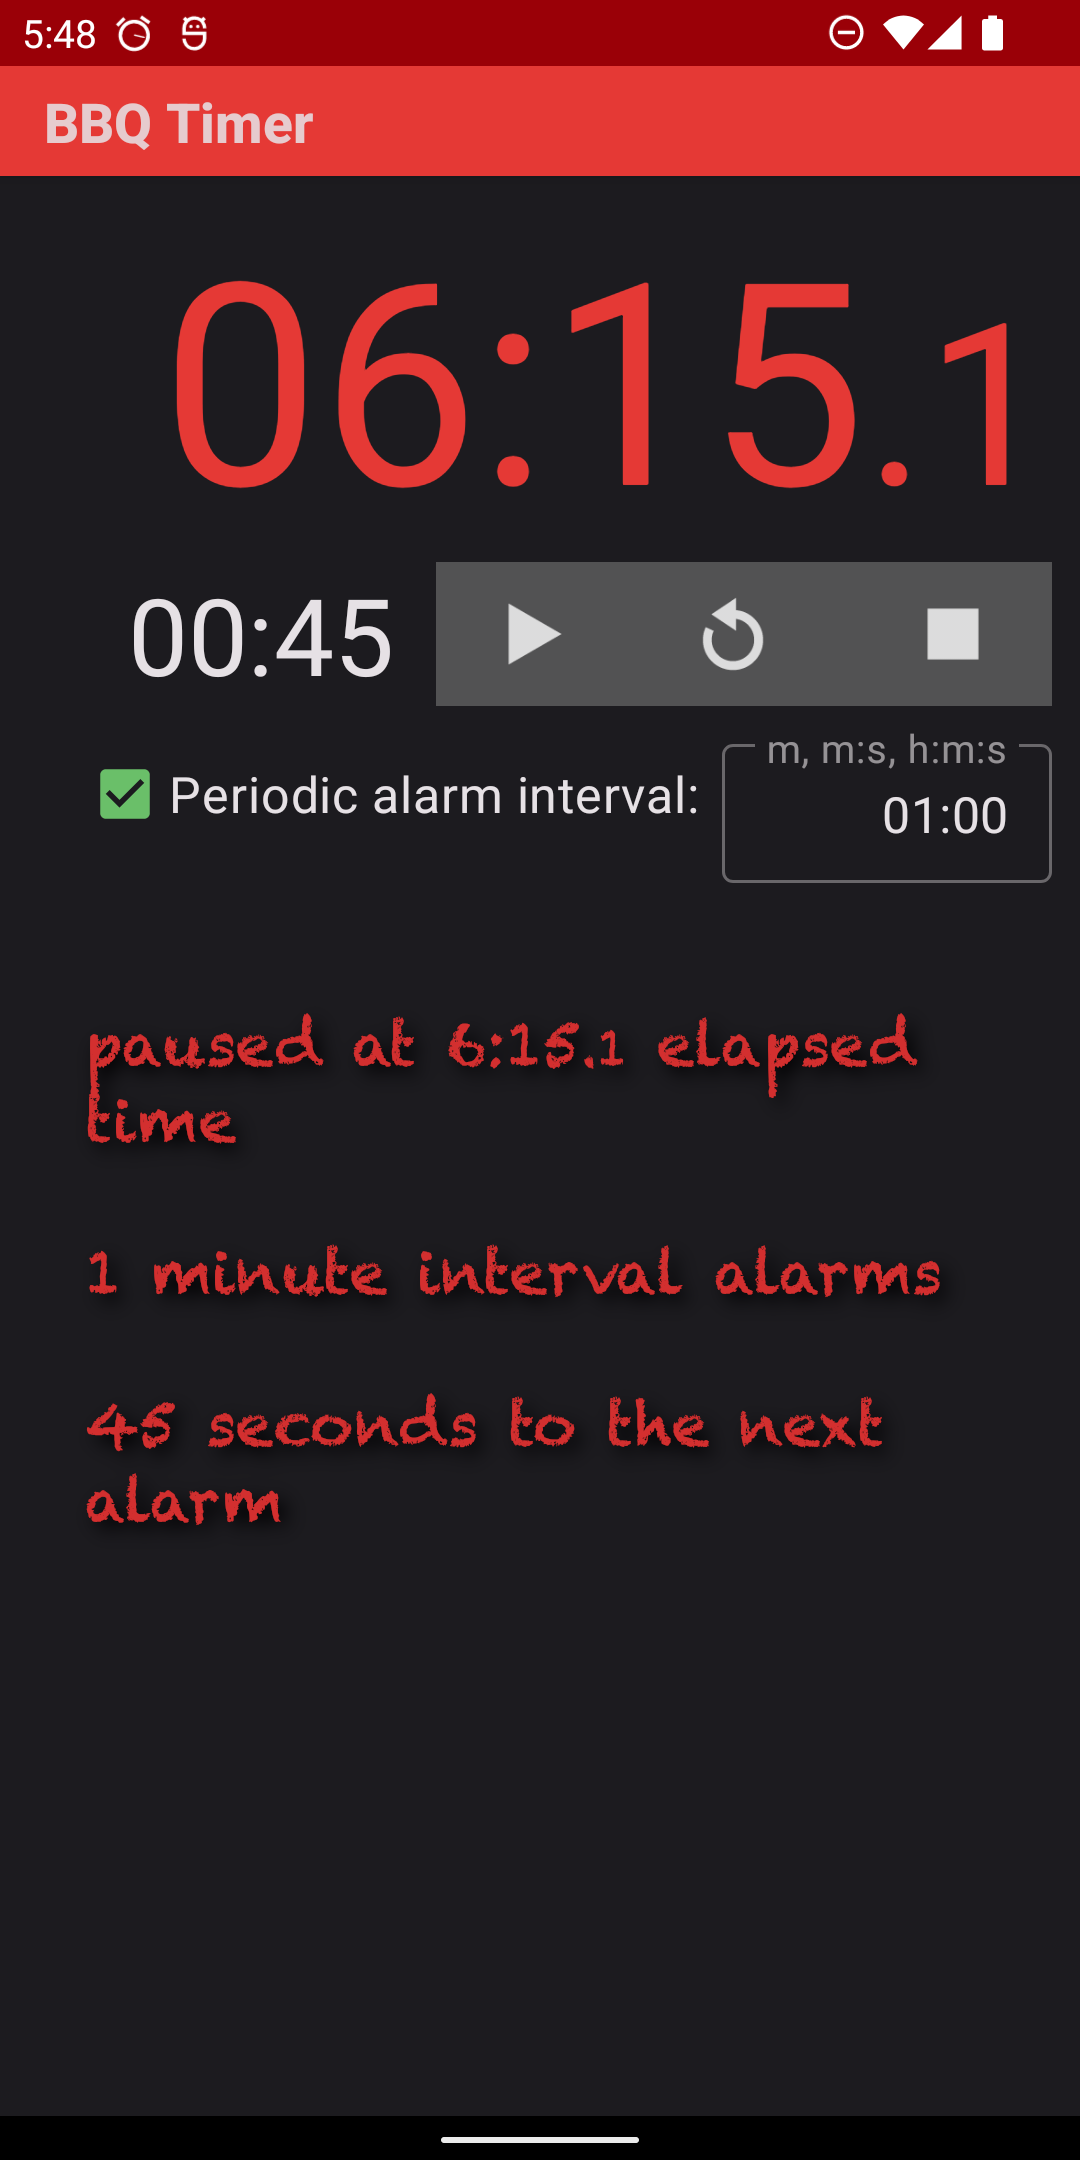 5:48
BBQ Timer
06:15.1
00:45
m, m:s, h:m:s
Periodic alarm interval:
01:00
paused at 6:15.1 elapsed
time
1 minute interval alarms
45 seconds to the next
alarm